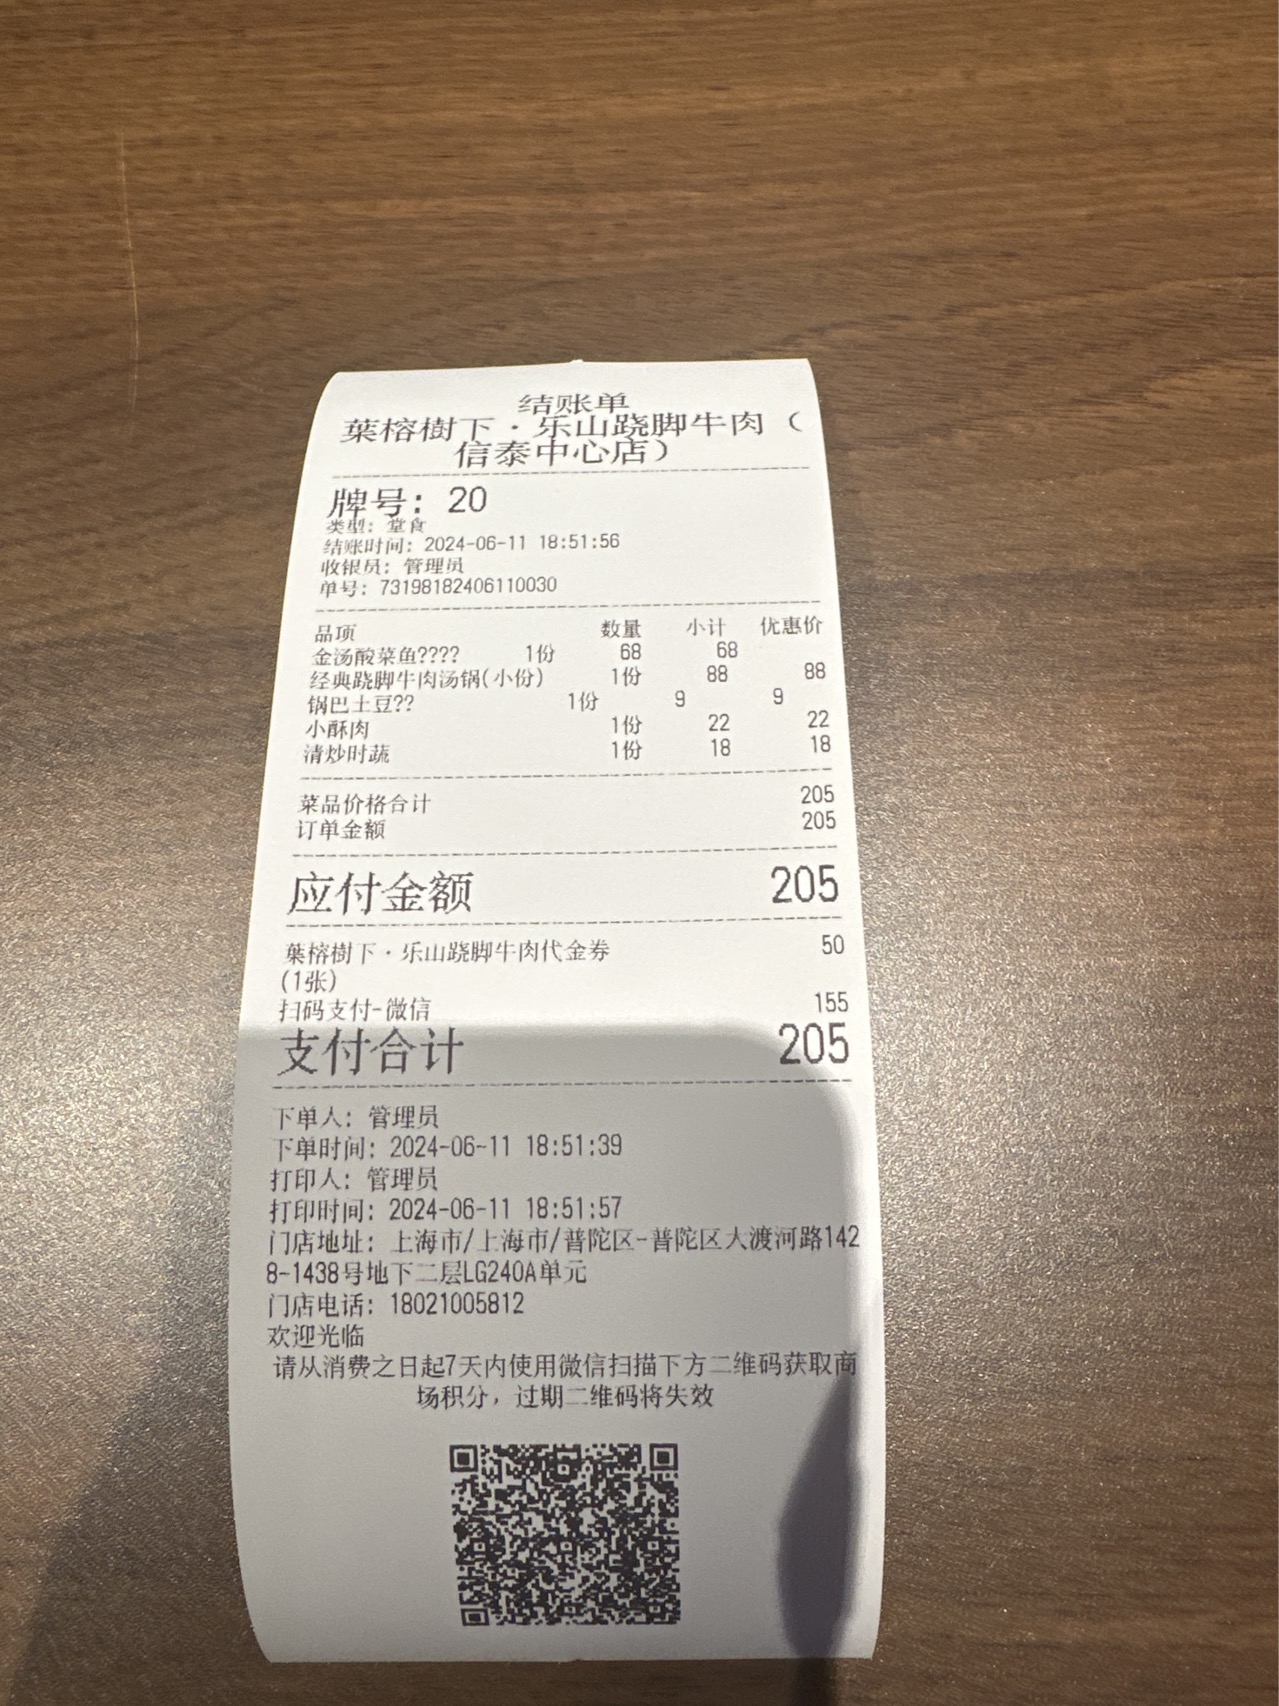 结账单
葉榕樹下·乐山跷脚牛肉（
信泰中心店）
牌号: 20
类型: 堂食
结账时间: 2024-06-11 18:51:56
收银员: 管理员
单号: 73198182406110030
品项 数量 小计 优惠价
金汤酸菜鱼???? 1份 68 68
经典跷脚牛肉汤锅(小份) 1份 88 88
锅巴土豆?? 1份 9 9
小酥肉 1份 22 22
清炒时蔬 1份 18 18
菜品价格合计 205
订单金额 205
应付金额 205
葉榕樹下·乐山跷脚牛肉代金券 50
(1张)
扫码支付-微信 155
支付合计 205
下单人: 管理员
下单时间: 2024-06-11 18:51:39
打印人: 管理员
打印时间: 2024-06-11 18:51:57
门店地址: 上海市/上海市/普陀区-普陀区大渡河路142
8-1438号地下二层LG240A单元
门店电话: 18021005812
欢迎光临
请从消费之日起7天内使用微信扫描下方二维码获取商
场积分，过期二维码将失效